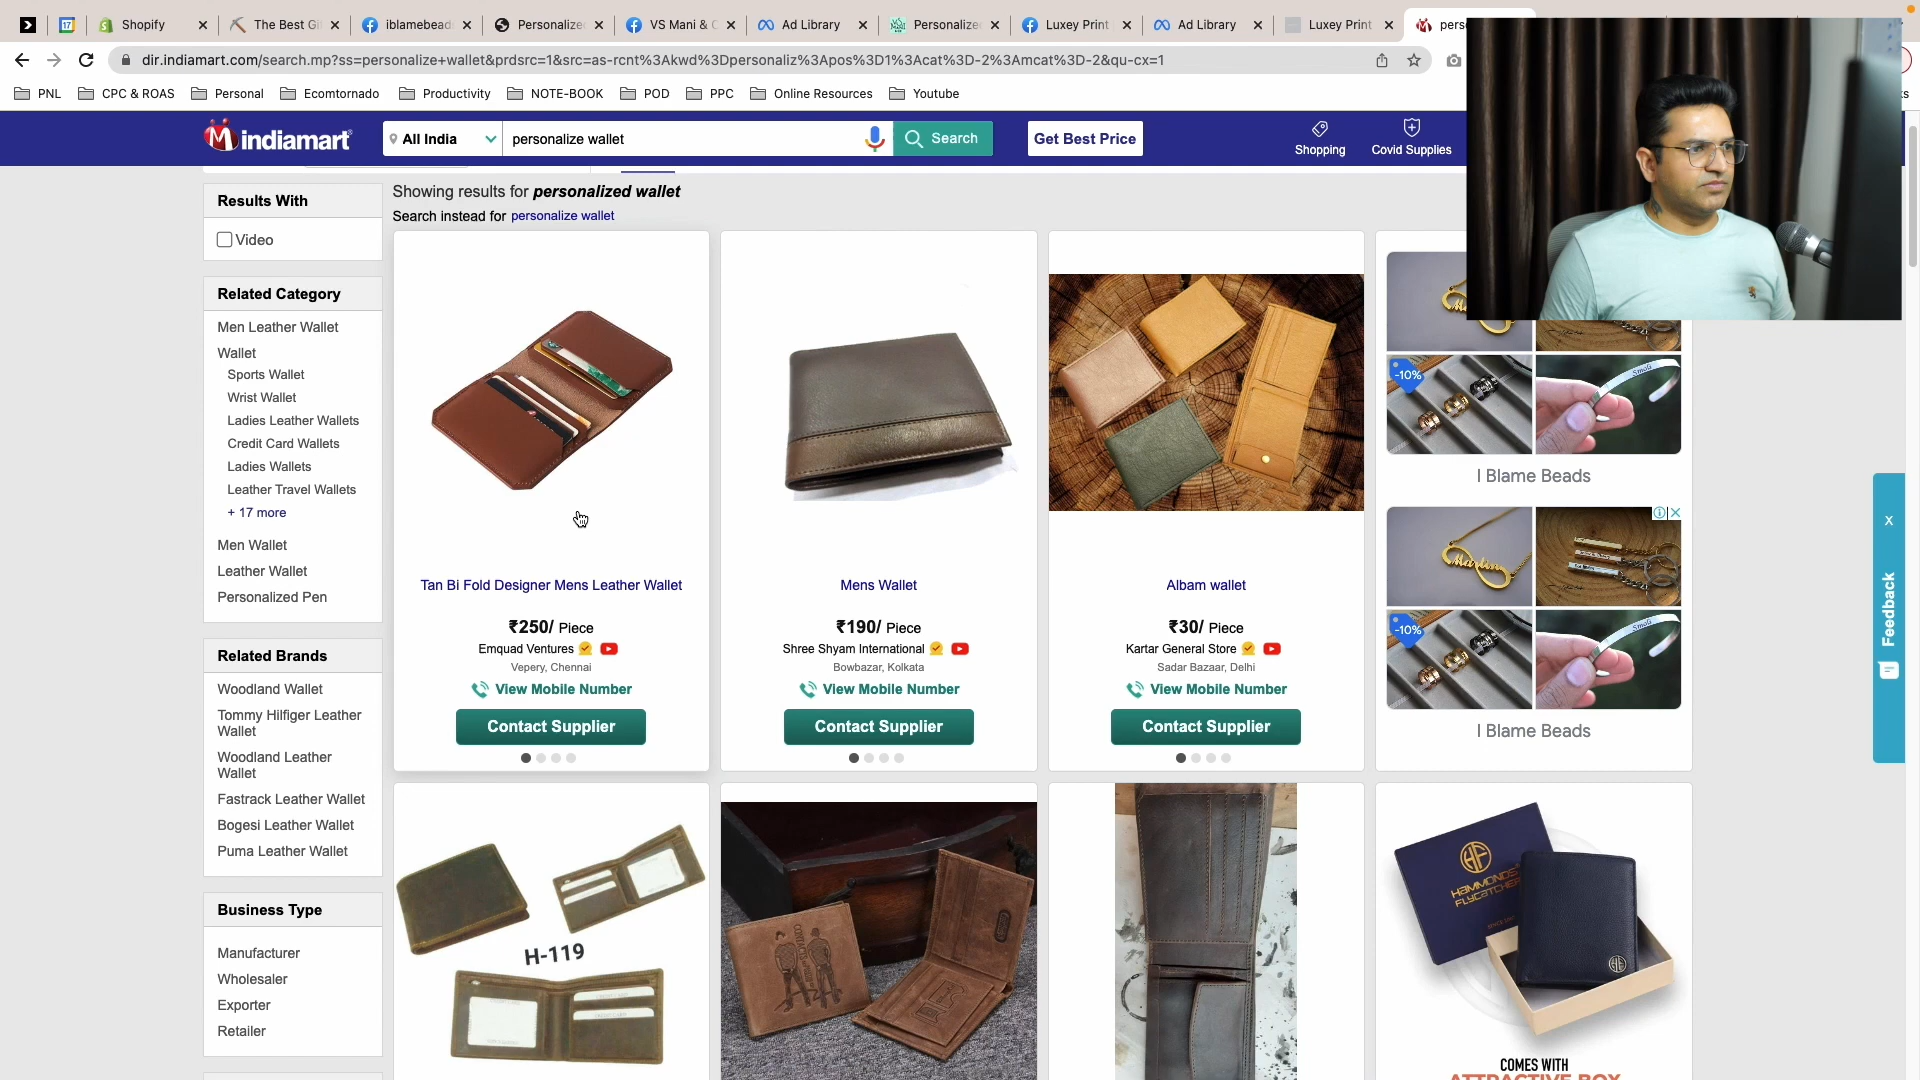 Shopify
The Best Gi
iblamebead
Personalize
VS Mani & C
Ad Library
Personalize
Luxey Print
Ad Library
Luxey Print
pers
dir.indiamart.com/search.mp?ss=personalize+wallet&prdsrc=1&src=as-rcnt%3Akwd%3Dpersonaliz%3Apos%3D1%3Acat%3D-2%3Amcat%3D-2&qu-cx=1
PNL
CPC & ROAS
Personal
Ecomtornado
Productivity
NOTE-BOOK
POD
PPC
Online Resources
Youtube
indiamart
All India
personalize wallet
Search
Get Best Price
Shopping
Covid Supplies
Results With
Video
Related Category
Men Leather Wallet
Wallet
Sports Wallet
Wrist Wallet
Ladies Leather Wallets
Credit Card Wallets
Ladies Wallets
Leather Travel Wallets
+ 17 more
Men Wallet
Leather Wallet
Personalized Pen
Related Brands
Woodland Wallet
Tommy Hilfiger Leather
Wallet
Woodland Leather
Wallet
Fastrack Leather Wallet
Bogesi Leather Wallet
Puma Leather Wallet
Business Type
Manufacturer
Wholesaler
Exporter
Retailer
Showing results for personalized wallet
Search instead for personalize wallet
Tan Bi Fold Designer Mens Leather Wallet
₹250/ Piece
Emquad Ventures
Vepery, Chennai
View Mobile Number
Contact Supplier
Mens Wallet
₹190/ Piece
Shree Shyam International
Bowbazar, Kolkata
View Mobile Number
Contact Supplier
Albam wallet
₹30/ Piece
Kartar General Store
Sadar Bazaar, Delhi
View Mobile Number
Contact Supplier
-10%
I Blame Beads
-10%
I Blame Beads
x
Feedback
H-119
HAMMONDS
FLYCATCHER
COMES WITH
ATTRACTIVE BOX